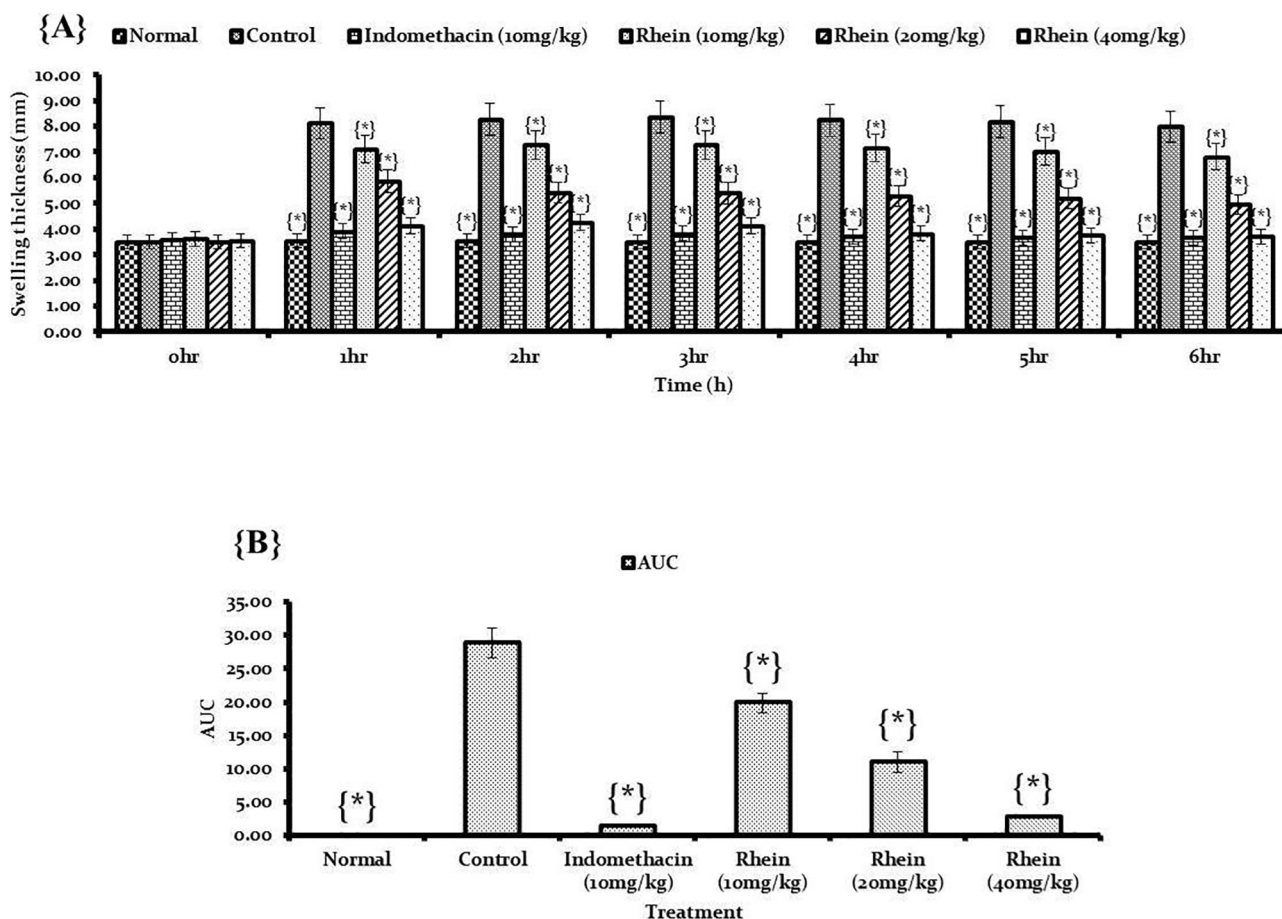 {A}
Normal Control Indomethacin (10mg/kg) Rhein (10mg/kg) Rhein (20mg/kg) Rhein (40mg/kg)
Swelling thickness (mm)
10.00
9.00
8.00
7.00
6.00
5.00
4.00
3.00
2.00
1.00
0.00
{*} {*} {*} {*} {*}
{*} {*} {*} {*} {*}
{*} {*} {*} {*} {*}
{*} {*} {*} {*} {*}
{*} {*} {*} {*} {*}
{*} {*} {*} {*} {*}
0hr 1hr 2hr 3hr 4hr 5hr 6hr
Time (h)
{B}
AUC
AUC
35.00
30.00
25.00
20.00
15.00
10.00
5.00
0.00
{*} {*} {*} {*} {*}
Normal Control Indomethacin Rhein Rhein Rhein
(10mg/kg) (10mg/kg) (20mg/kg) (40mg/kg)
Treatment